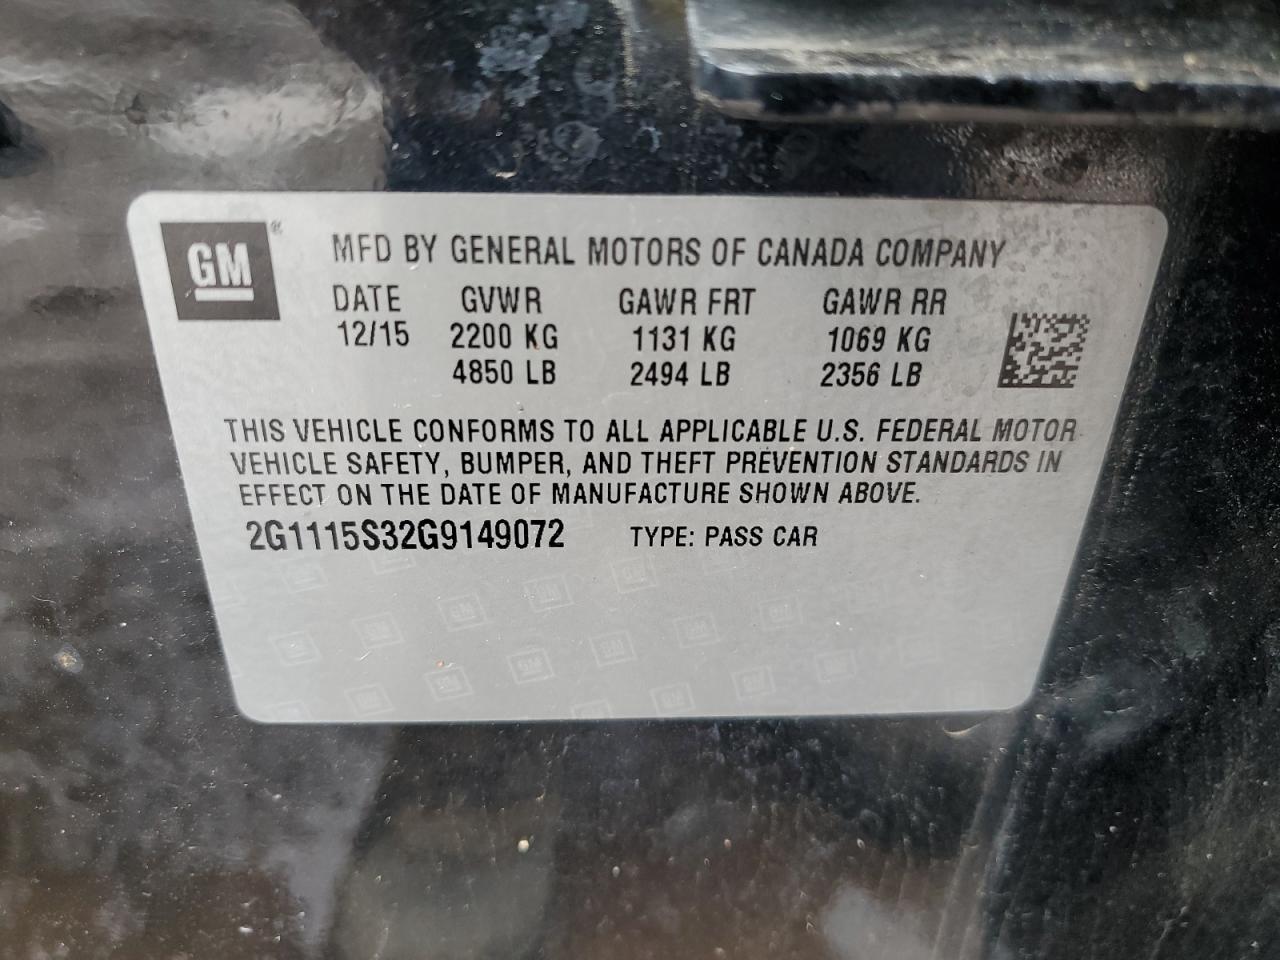 GM ®
MFD BY GENERAL MOTORS OF CANADA COMPANY
DATE GVWR GAWR FRT GAWR RR
12/15 2200 KG 1131 KG 1069 KG
4850 LB 2494 LB 2356 LB
THIS VEHICLE CONFORMS TO ALL APPLICABLE U.S. FEDERAL MOTOR
VEHICLE SAFETY, BUMPER, AND THEFT PREVENTION STANDARDS IN
EFFECT ON THE DATE OF MANUFACTURE SHOWN ABOVE.
2G1115S32G9149072 TYPE: PASS CAR